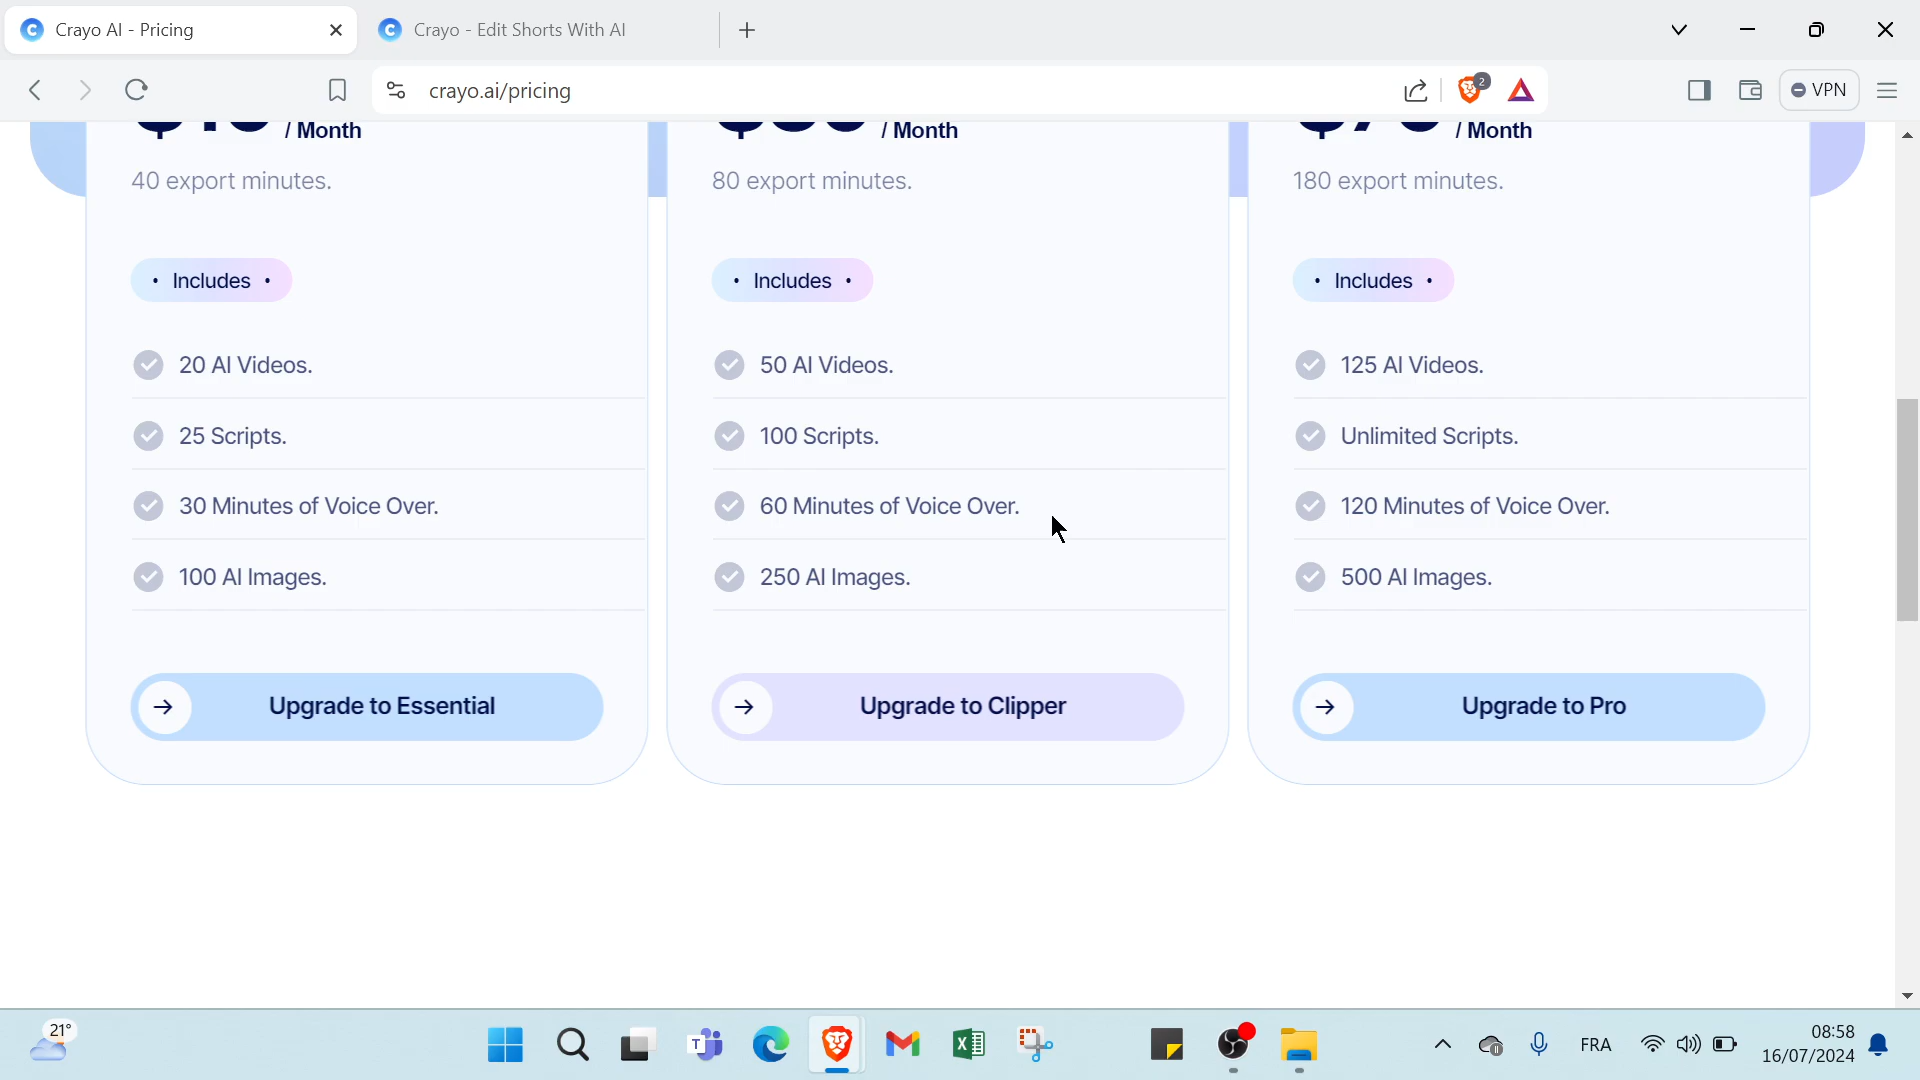 Crayo AI - Pricing
Crayo - Edit Shorts With AI
crayo.ai/pricing
2
VPN
/ Month
/ Month
/ Month
40 export minutes.
80 export minutes.
180 export minutes.
• Includes •
• Includes •
• Includes •
20 AI Videos.
50 AI Videos.
125 AI Videos.
25 Scripts.
100 Scripts.
Unlimited Scripts.
30 Minutes of Voice Over.
60 Minutes of Voice Over.
120 Minutes of Voice Over.
100 AI Images.
250 AI Images.
500 AI Images.
Upgrade to Essential
Upgrade to Clipper
Upgrade to Pro
21°
FRA
08:58
16/07/2024